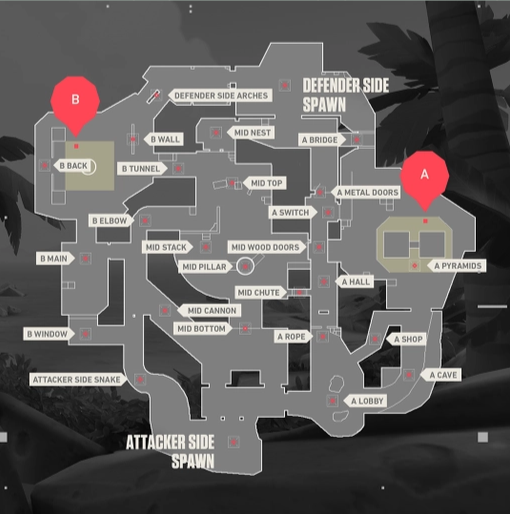 DEFENDER SIDE
SPAWN
B
DEFENDER SIDE ARCHES
MID NEST
B WALL
A BRIDGE
B BACK
B TUNNEL
A
MID TOP
A METAL DOORS
A SWITCH
B ELBOW
MID STACK
MID WOOD DOORS
B MAIN
MID PILLAR
A PYRAMIDS
A HALL
MID CHUTE
MID CANNON
MID BOTTOM
B WINDOW
A ROPE
A SHOP
ATTACKER SIDE SNAKE
A CAVE
A LOBBY
ATTACKER SIDE
SPAWN